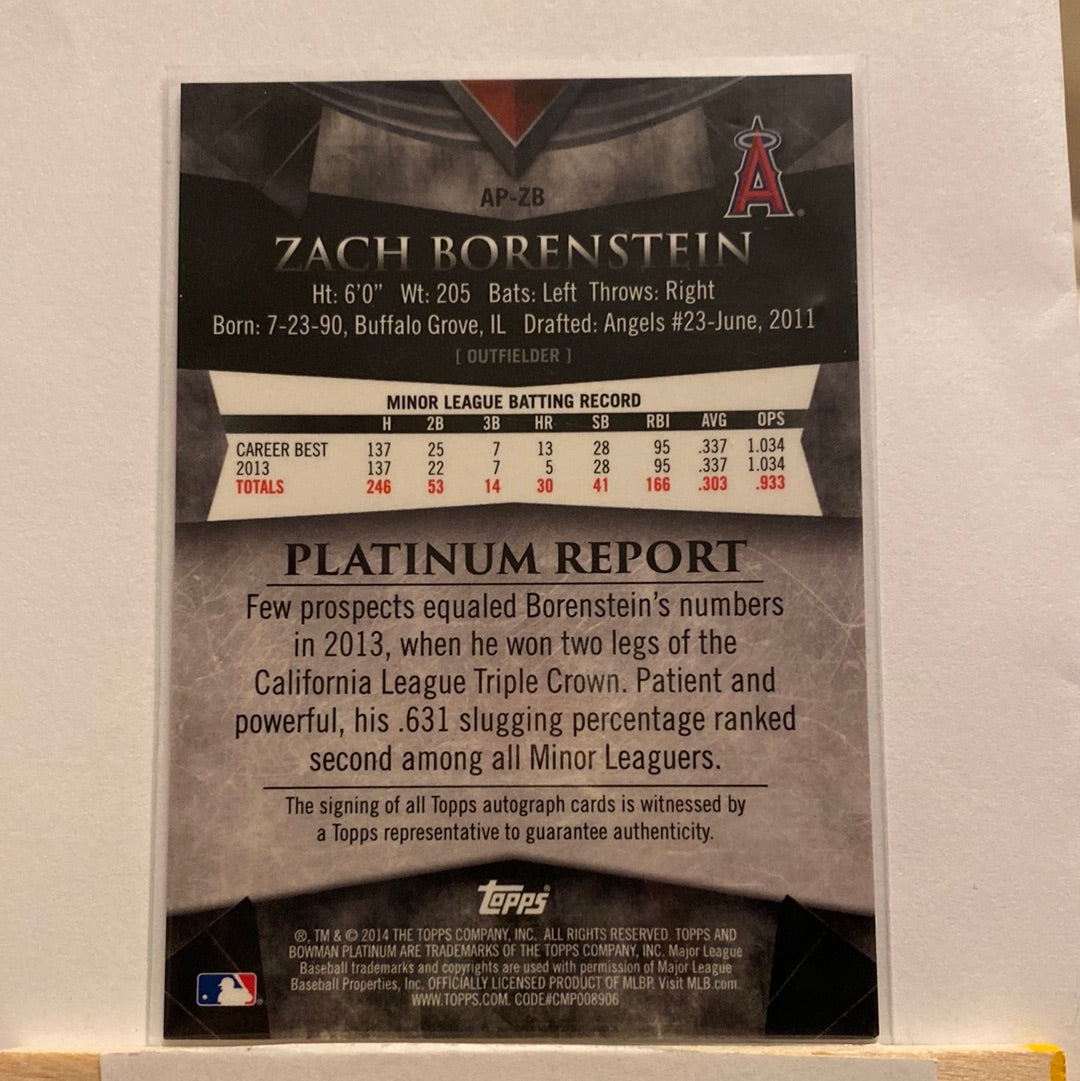 AP-ZB
A®
ZACH BORENSTEIN
Ht: 6'0" Wt: 205 Bats: Left Throws: Right
Born: 7-23-90, Buffalo Grove, IL Drafted: Angels #23-June, 2011
[ OUTFIELDER ]
MINOR LEAGUE BATTING RECORD
H 2B 3B HR SB RBI AVG OPS
CAREER BEST 137 25 7 13 28 95 .337 1.034
2013 137 22 7 5 28 95 .337 1.034
TOTALS 246 53 14 30 41 166 .303 .933
PLATINUM REPORT
Few prospects equaled Borenstein's numbers
in 2013, when he won two legs of the
California League Triple Crown. Patient and
powerful, his .631 slugging percentage ranked
second among all Minor Leaguers.
The signing of all Topps autograph cards is witnessed by
a Topps representative to guarantee authenticity.
topps®
®, TM & © 2014 THE TOPPS COMPANY, INC. ALL RIGHTS RESERVED. TOPPS AND
BOWMAN PLATINUM ARE TRADEMARKS OF THE TOPPS COMPANY, INC. Major League
Baseball trademarks and copyrights are used with permission of Major League
Baseball Properties, Inc. OFFICIALLY LICENSED PRODUCT OF MLBP. Visit MLB.com.
WWW.TOPPS.COM. CODE#CMP008906